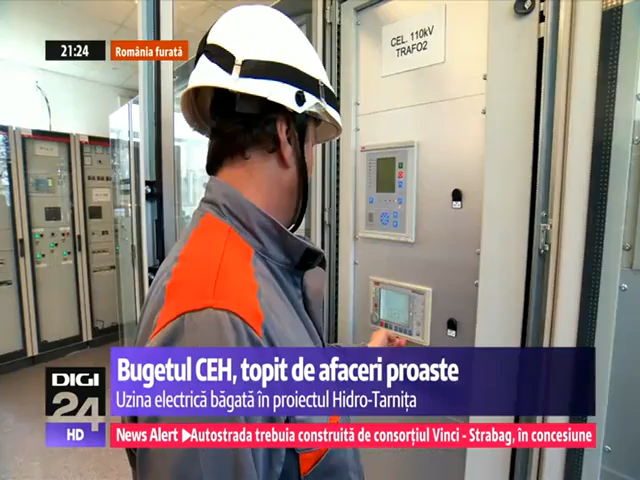 21:24
România furată
CEL. 110kV
TRAFO2
Bugetul CEH, topit de afaceri proaste
Uzina electrică băgată în proiectul Hidro-Tarnița
DIGI
24
HD
News Alert ▶Autostrada trebuia construită de consorțiul Vinci - Strabag, în concesiune